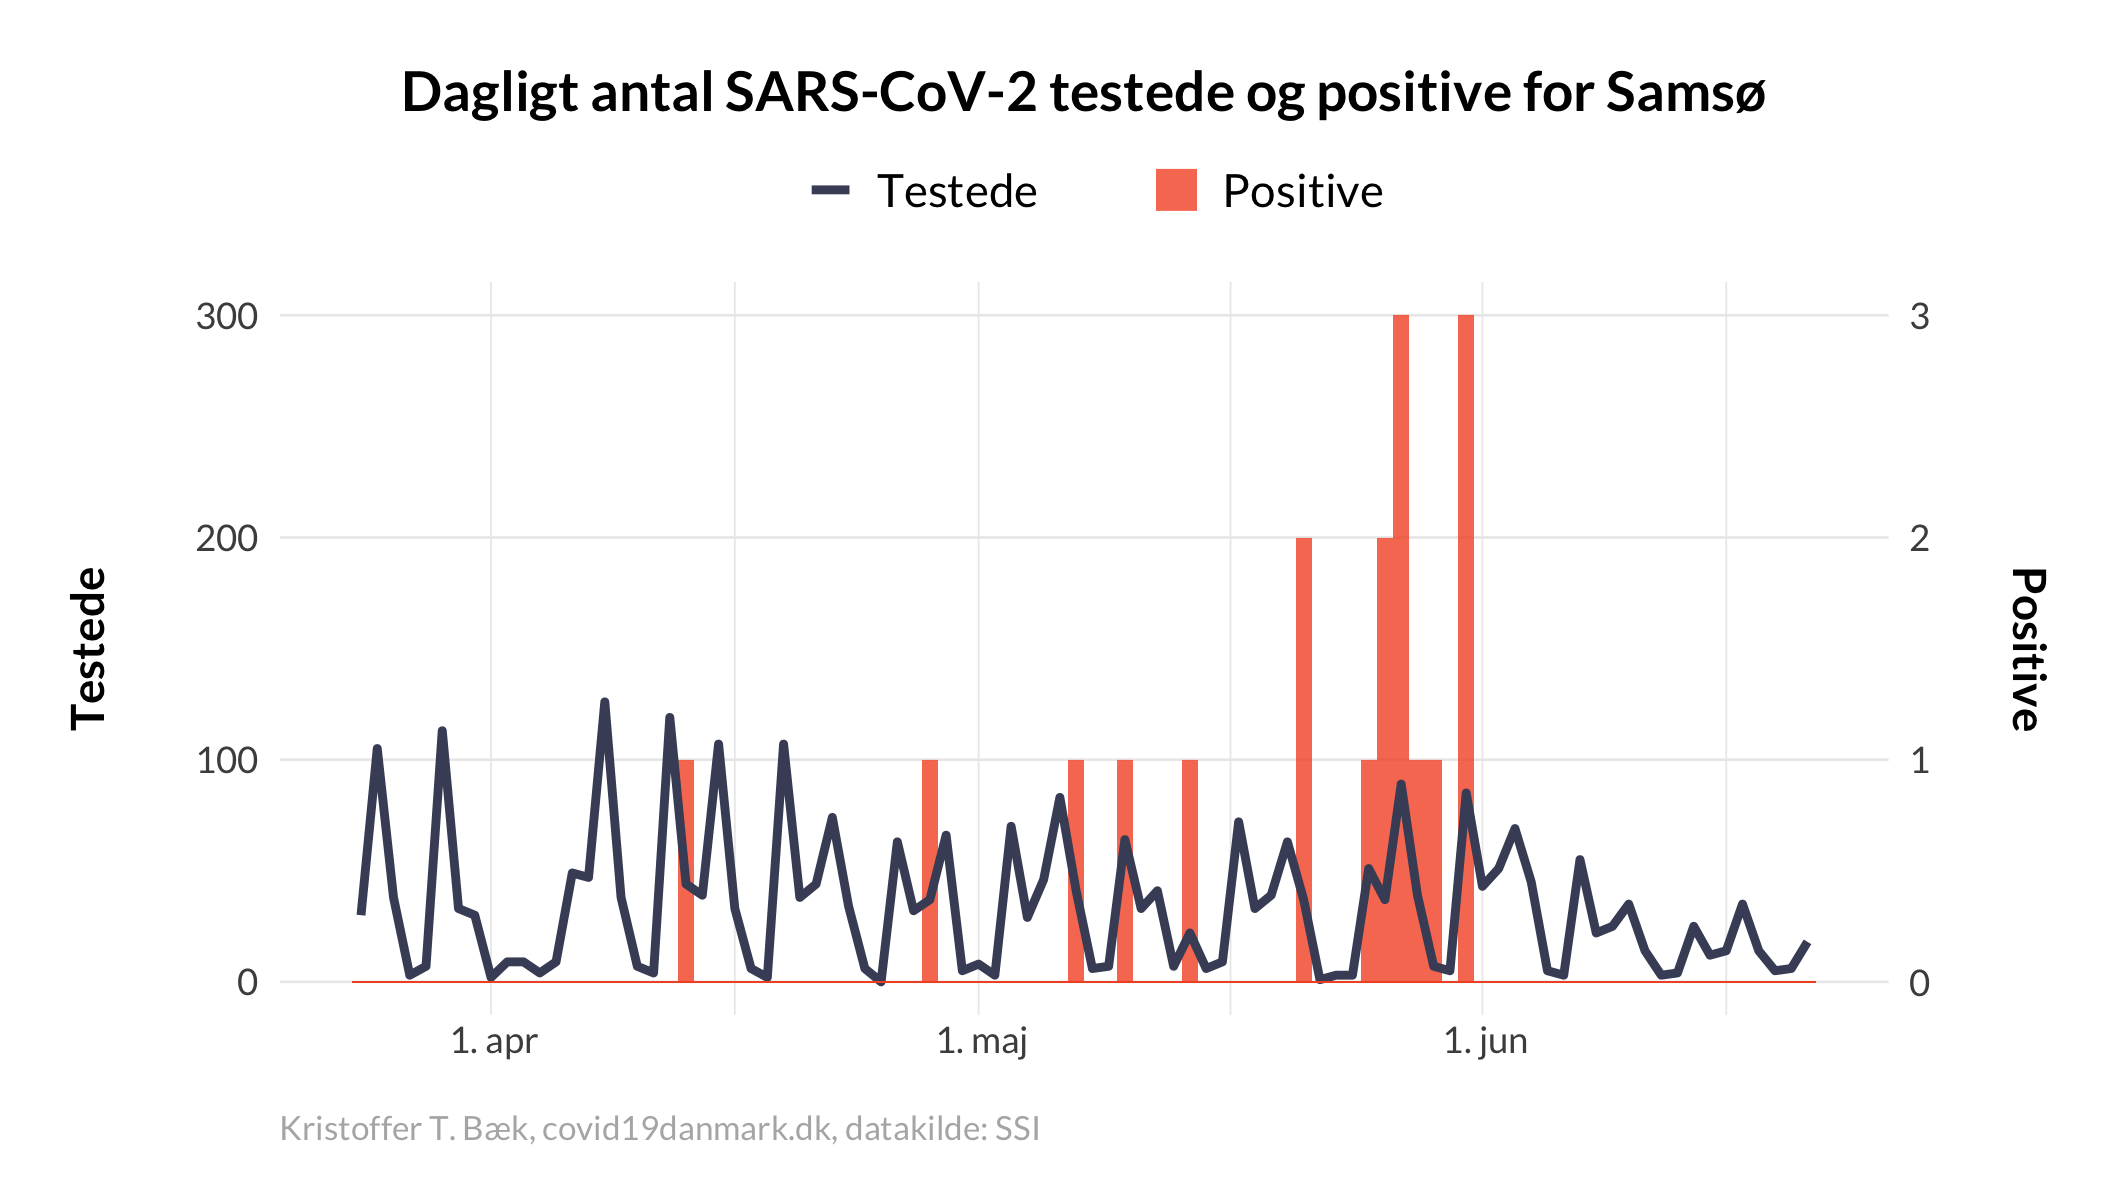 Dagligt antal SARS-CoV-2 testede og positive for Samsø
Testede
Positive
300
200
100
0
Testede
3
2
1
0
Positive
1. apr
1. maj
1. jun
Kristoffer T. Bæk, covid19danmark.dk, datakilde: SSI